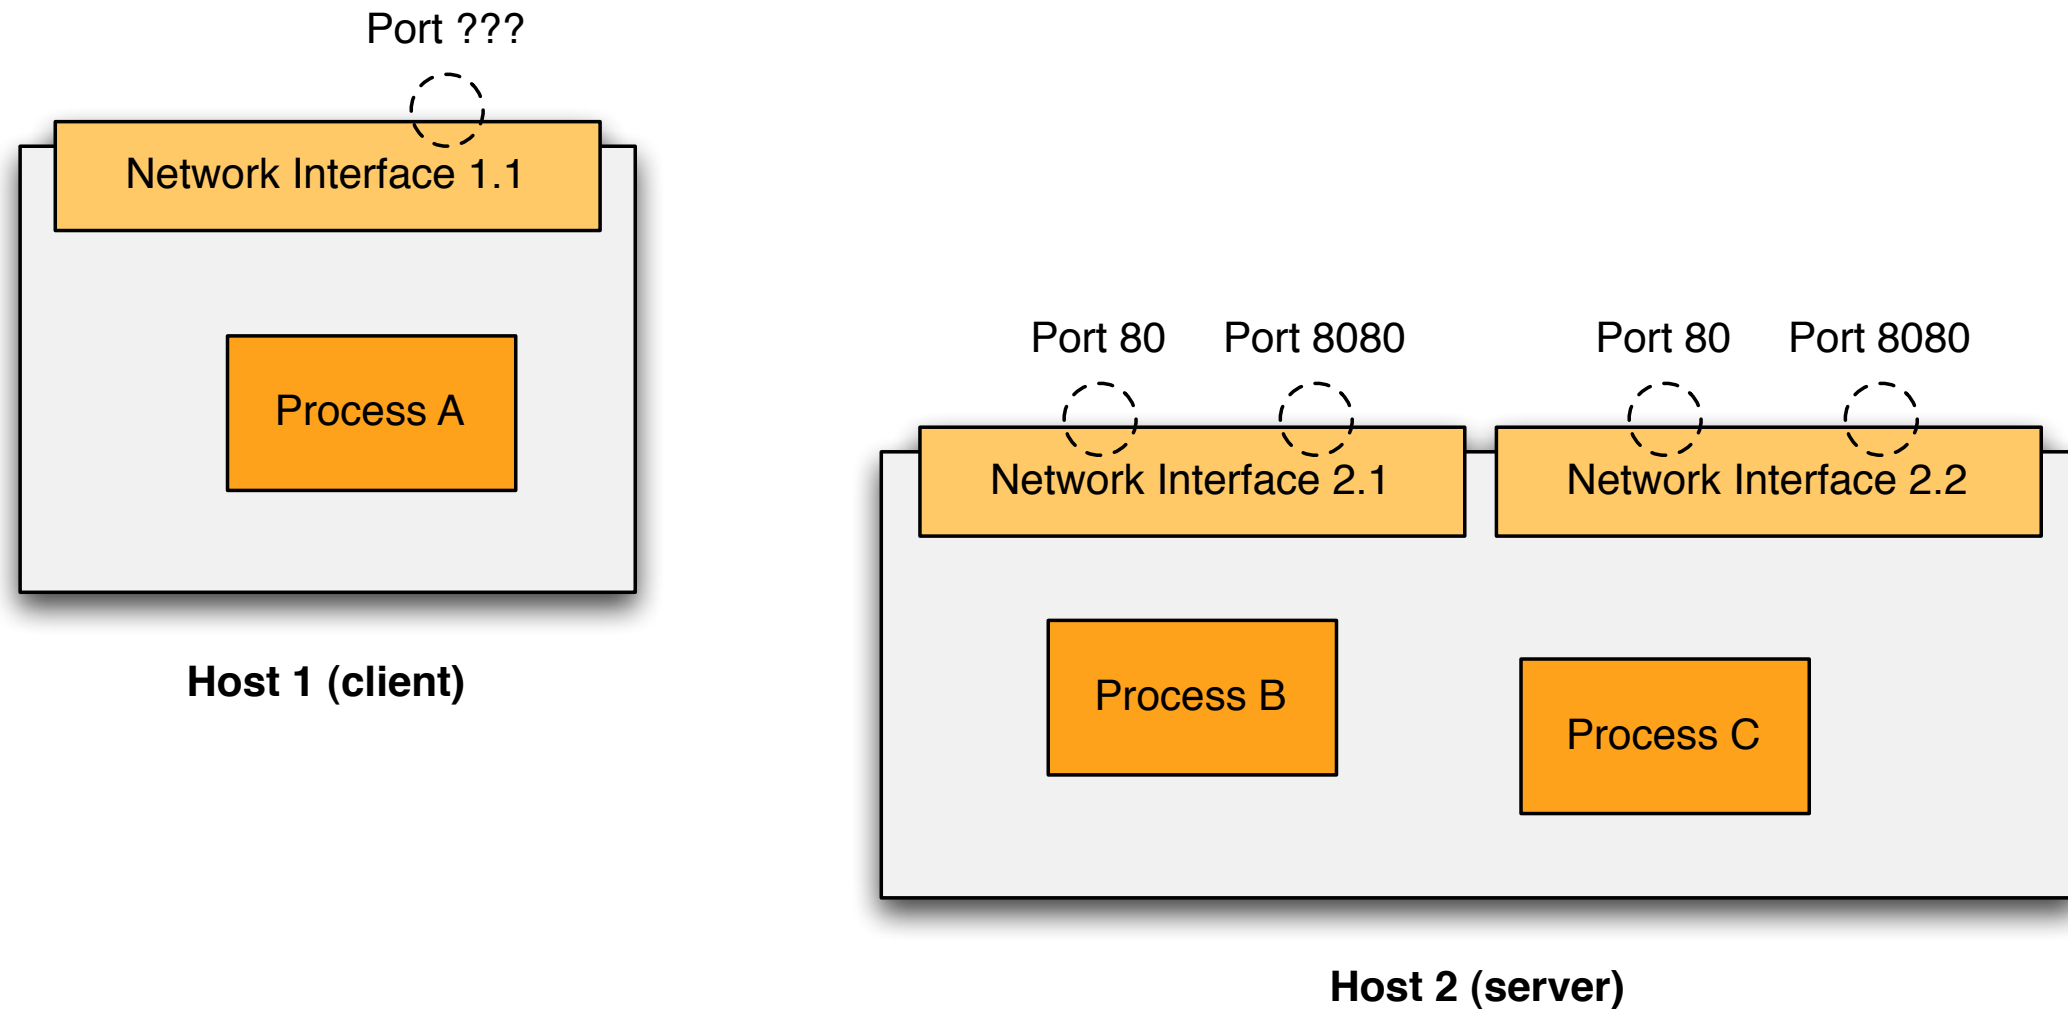 Port ???
Network Interface 1.1
Process A
Host 1 (client)
Port 80 Port 8080 Port 80 Port 8080
Network Interface 2.1 Network Interface 2.2
Process B
Process C
Host 2 (server)